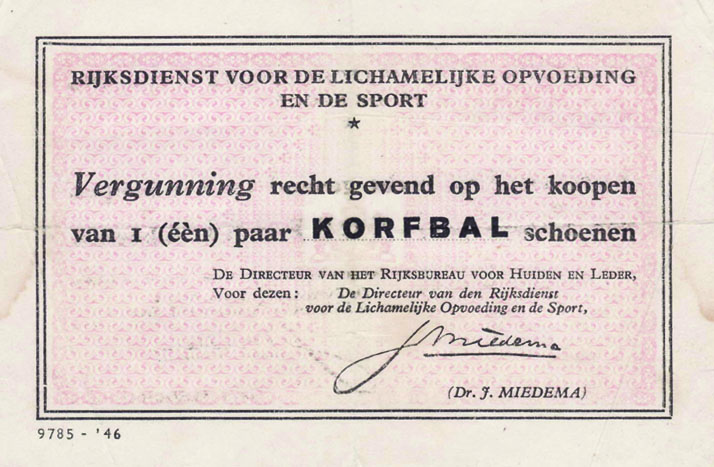 RIJKSDIENST VOOR DE LICHAMELIJKE OPVOEDING
EN DE SPORT
★
Vergunning recht gevend op het koopen
van 1 (éèn) paar KORFBAL schoenen
DE DIRECTEUR VAN HET RIJKSBUREAU VOOR HUIDEN EN LEDER,
Voor dezen: De Directeur van den Rijksdienst
voor de Lichamelijke Opvoeding en de Sport,
J Miedema
(Dr. J. MIEDEMA)
9785 - '46